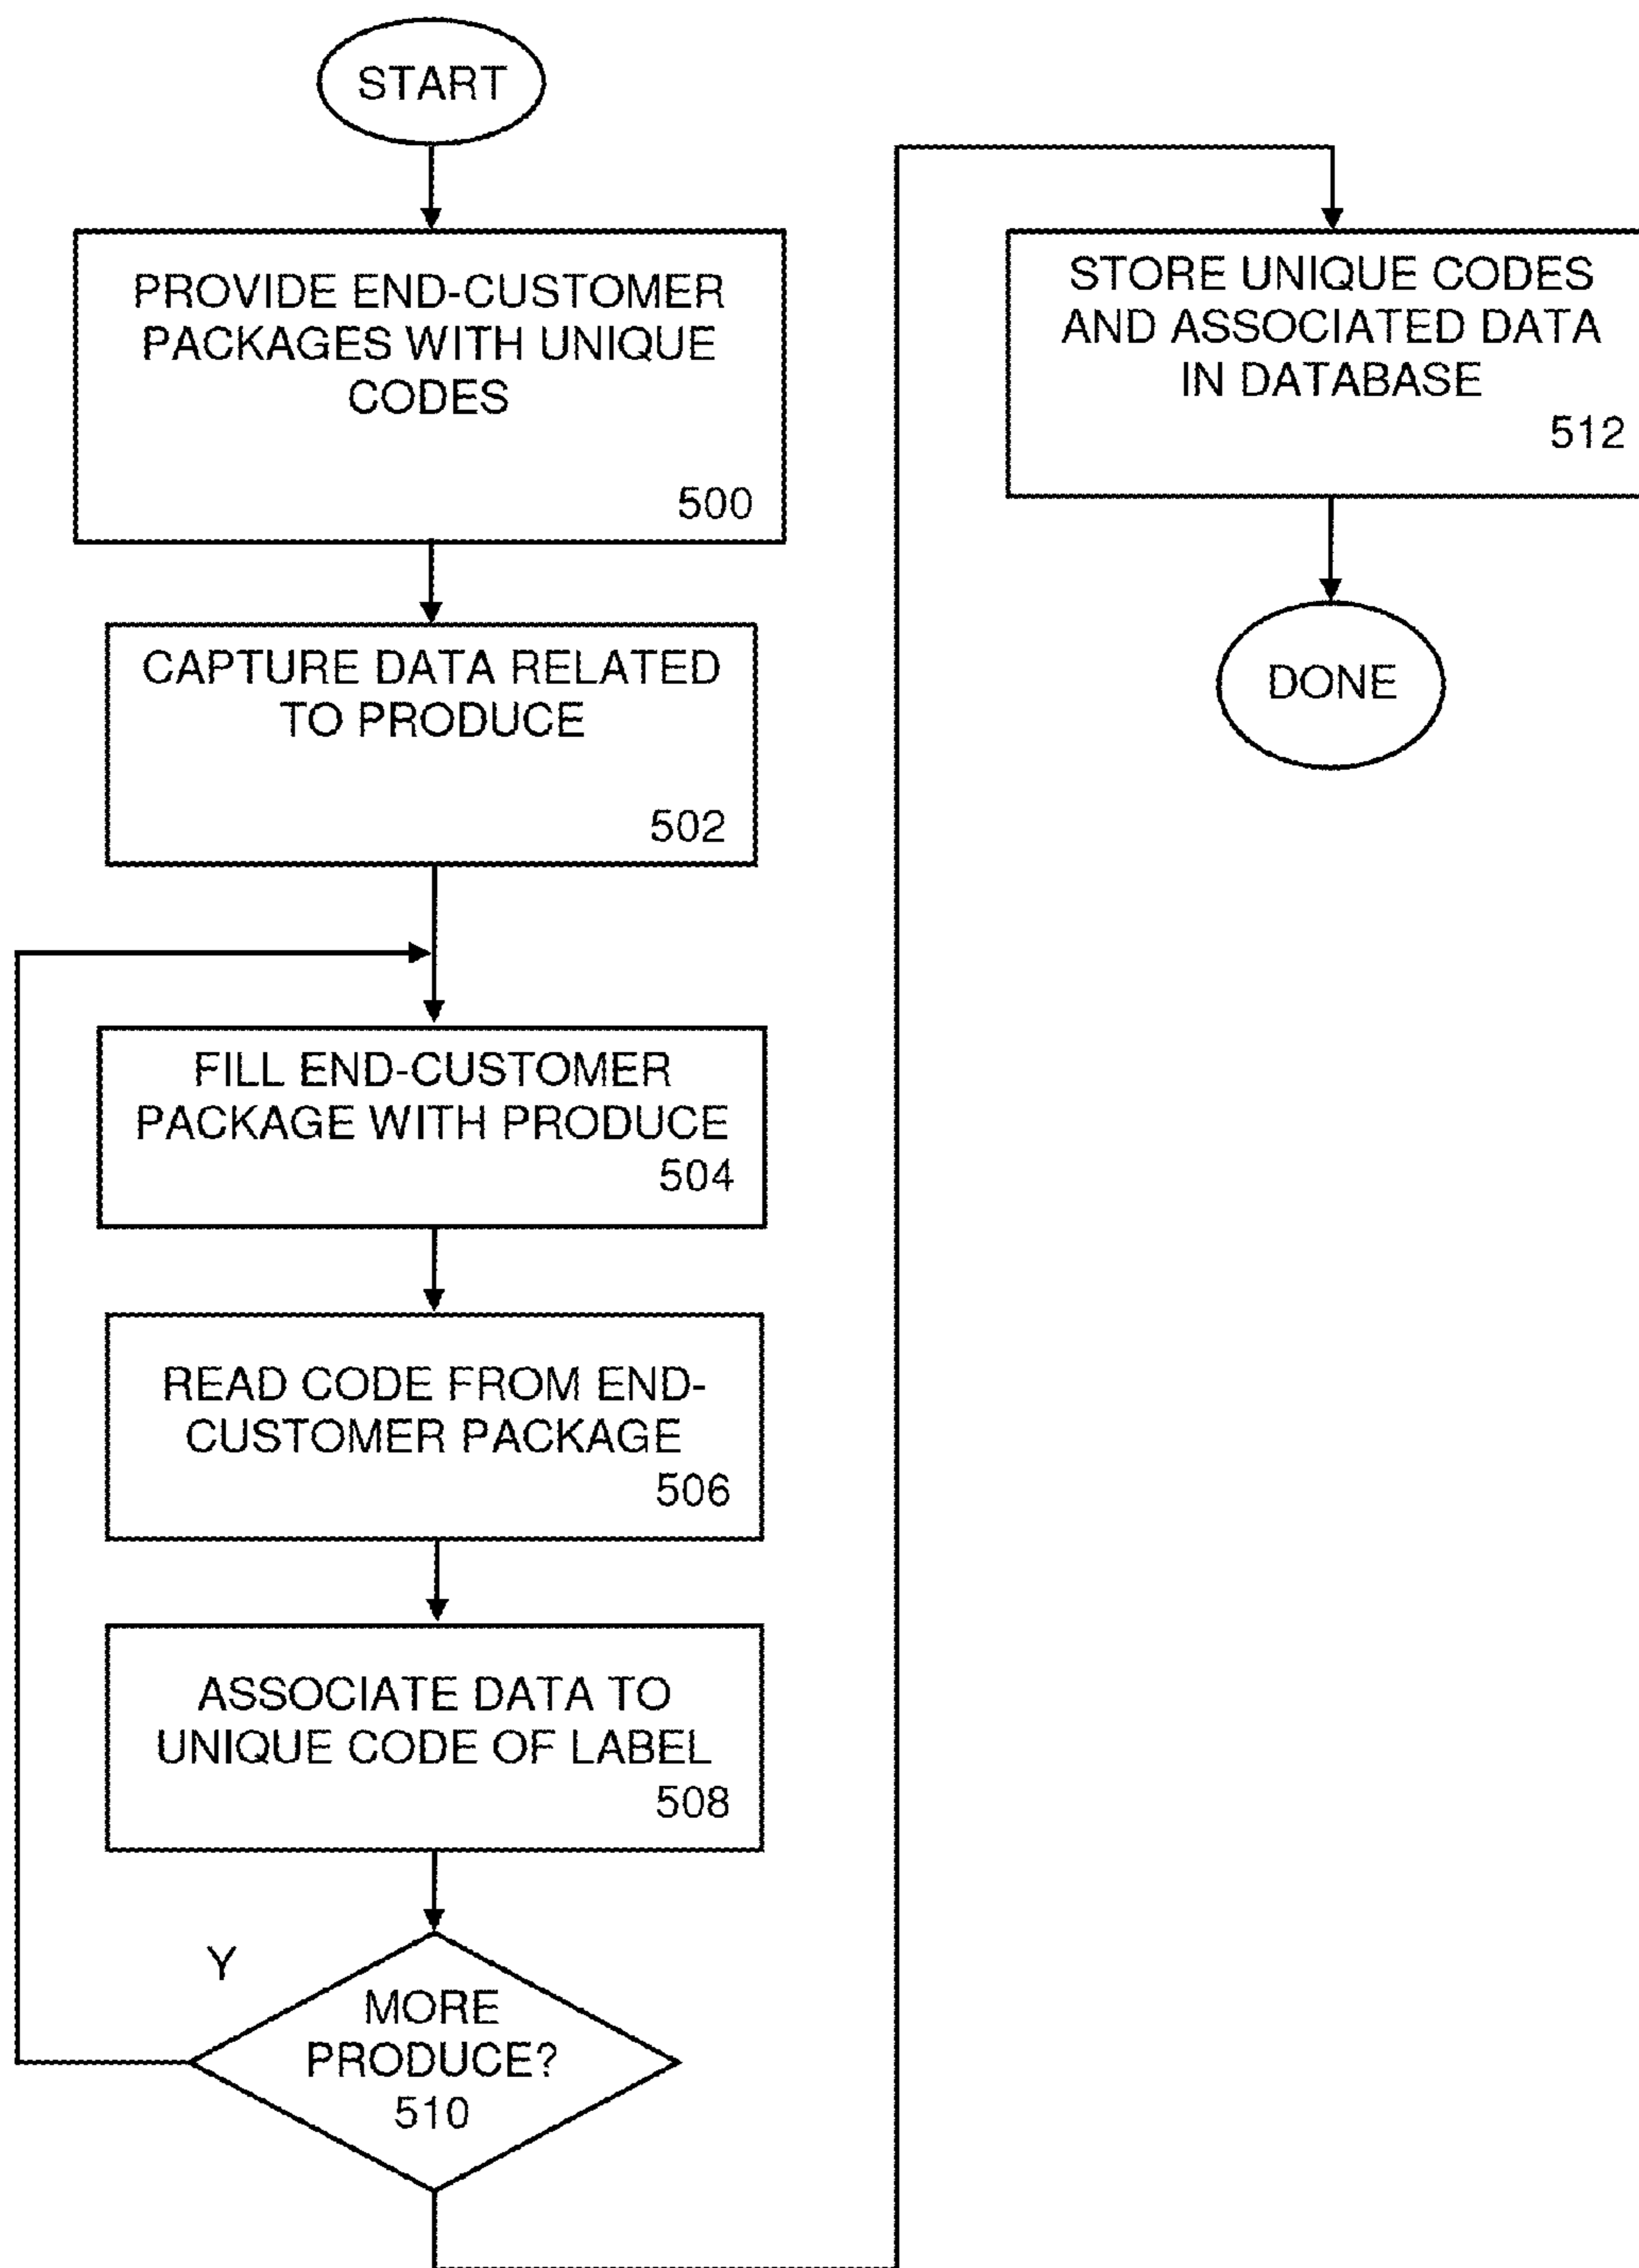 START
PROVIDE END-CUSTOMER
PACKAGES WITH UNIQUE
CODES
500
CAPTURE DATA RELATED
TO PRODUCE
502
FILL END-CUSTOMER
PACKAGE WITH PRODUCE
504
READ CODE FROM END-
CUSTOMER PACKAGE
506
ASSOCIATE DATA TO
UNIQUE CODE OF LABEL
508
Y
MORE
PRODUCE?
510
STORE UNIQUE CODES
AND ASSOCIATED DATA
IN DATABASE
512
DONE